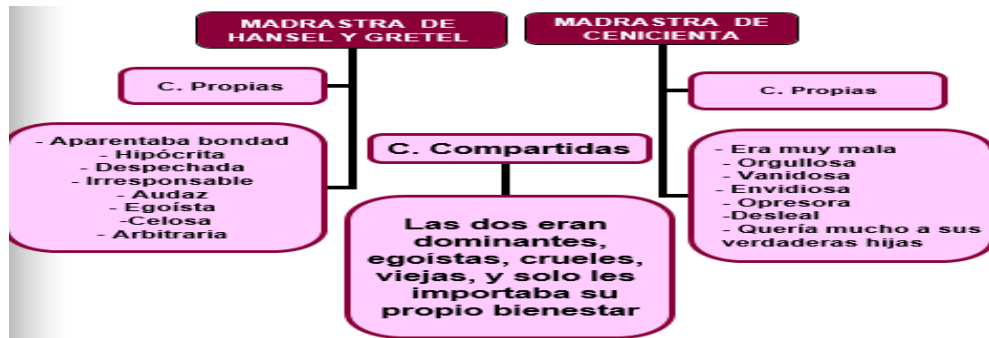 MADRASTRA DE
HANSEL Y GRETEL
MADRASTRA DE
CENICIENTA
C. Propias
C. Propias
- Aparentaba bondad
- Hipócrita
- Despechada
- Irresponsable
- Audaz
- Egoísta
-Celosa
- Arbitraria
C. Compartidas
Las dos eran
dominantes,
egoístas, crueles,
viejas, y solo les
importaba su
propio bienestar
- Era muy mala
- Orgullosa
- Vanidosa
- Envidiosa
- Opresora
-Desleal
- Quería mucho a sus
verdaderas hijas